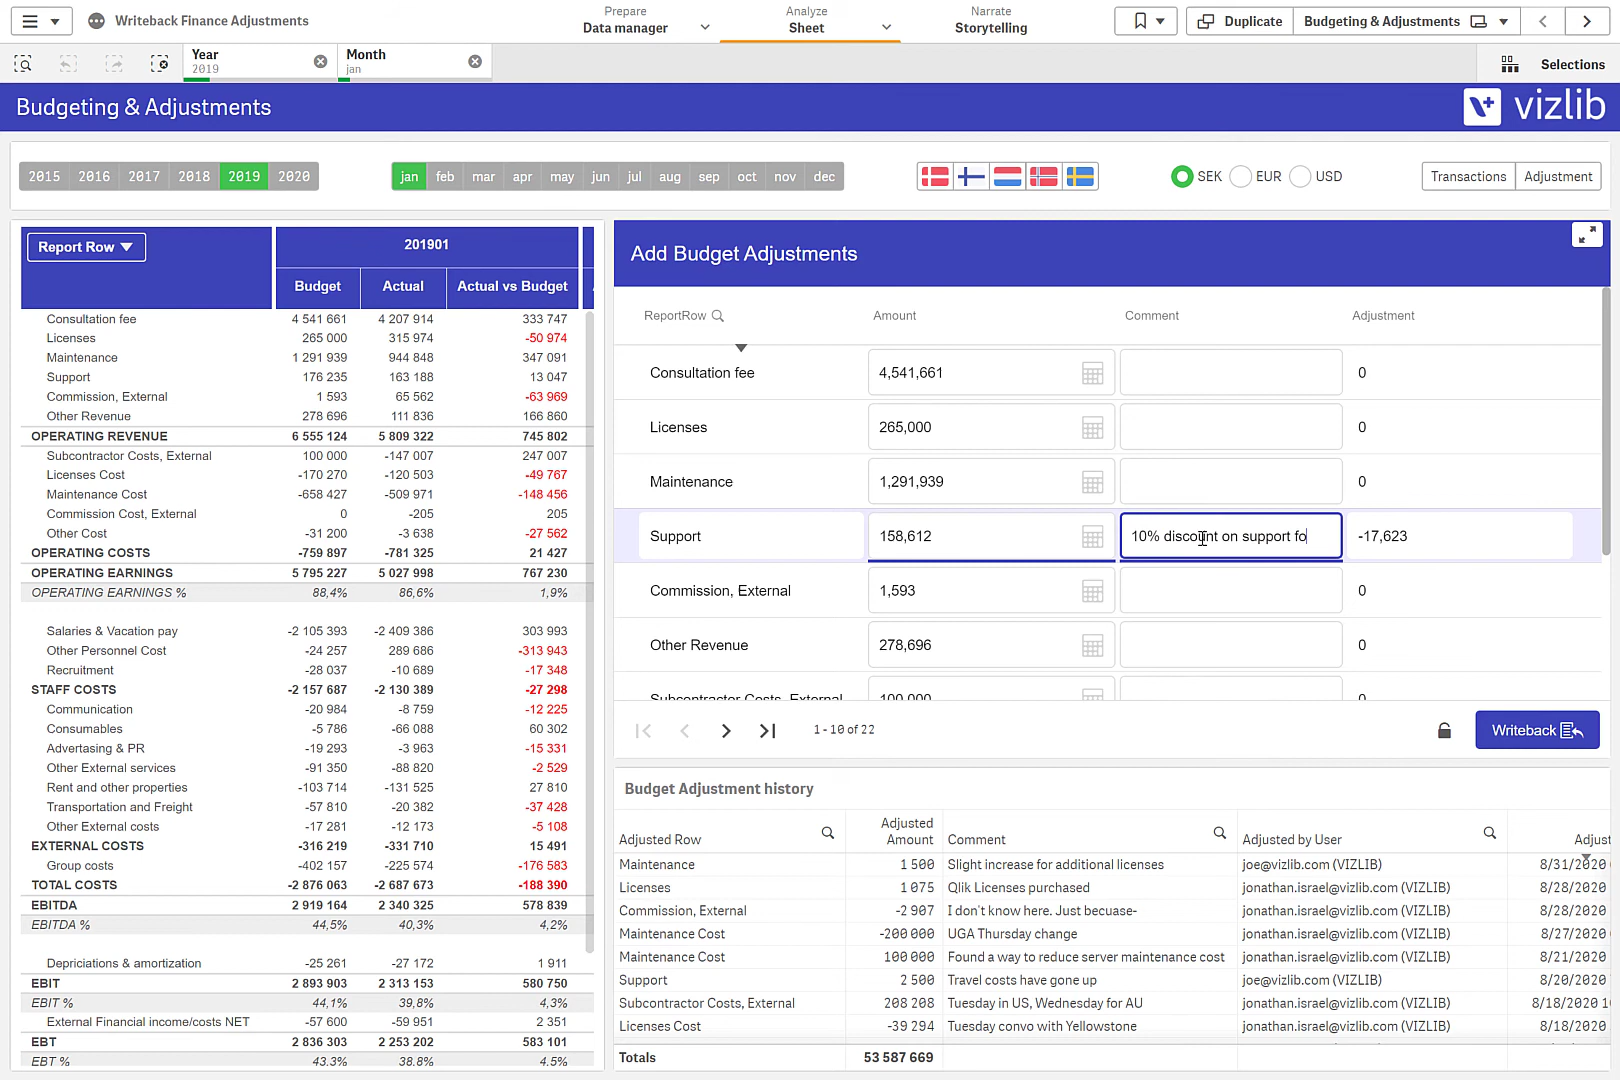 Writeback Finance Adjustments
Prepare
Data manager
Analyze
Sheet
Narrate
Storytelling
Duplicate
Budgeting & Adjustments
Year
2019
Month
jan
Selections
Budgeting & Adjustments
vizlib
2015 2016 2017 2018 2019 2020
jan feb mar apr may jun jul aug sep oct nov dec
SEK EUR USD
Transactions Adjustment
Report Row
201901
Budget Actual Actual vs Budget
Consultation fee 4 541 661 4 207 914 333 747
Licenses 265 000 315 974 -50 974
Maintenance 1 291 939 944 848 347 091
Support 176 235 163 188 13 047
Commission, External 1 593 65 562 -63 969
Other Revenue 278 696 111 836 166 860
OPERATING REVENUE 6 555 124 5 809 322 745 802
Subcontractor Costs, External 100 000 -147 007 247 007
Licenses Cost -170 270 -120 503 -49 767
Maintenance Cost -658 427 -509 971 -148 456
Commission Cost, External 0 -205 205
Other Cost -31 200 -3 638 -27 562
OPERATING COSTS -759 897 -781 325 21 427
OPERATING EARNINGS 5 795 227 5 027 998 767 230
OPERATING EARNINGS % 88,4% 86,6% 1,9%
Salaries & Vacation pay -2 105 393 -2 409 386 303 993
Other Personnel Cost -24 257 289 686 -313 943
Recruitment -28 037 -10 689 -17 348
STAFF COSTS -2 157 687 -2 130 389 -27 298
Communication -20 984 -8 759 -12 225
Consumables -5 786 -66 088 60 302
Advertasing & PR -19 293 -3 963 -15 331
Other External services -91 350 -88 820 -2 529
Rent and other properties -103 714 -131 525 27 810
Transportation and Freight -57 810 -20 382 -37 428
Other External costs -17 281 -12 173 -5 108
EXTERNAL COSTS -316 219 -331 710 15 491
Group costs -402 157 -225 574 -176 583
TOTAL COSTS -2 876 063 -2 687 673 -188 390
EBITDA 2 919 164 2 340 325 578 839
EBITDA % 44,5% 40,3% 4,2%
Depriciations & amortization -25 261 -27 172 1 911
EBIT 2 893 903 2 313 153 580 750
EBIT % 44,1% 39,8% 4,3%
External Financial income/costs NET -57 600 -59 951 2 351
EBT 2 836 303 2 253 202 583 101
EBT % 43.3% 38.8% 4.5%
Add Budget Adjustments
ReportRow Amount Comment Adjustment
Consultation fee 4,541,661 0
Licenses 265,000 0
Maintenance 1,291,939 0
Support 158,612 10% discount on support fo -17,623
Commission, External 1,593 0
Other Revenue 278,696 0
Subcontractor Costs, External 100,000 0
1 - 10 of 22
Writeback
Budget Adjustment history
Adjusted Row Adjusted Amount Comment Adjusted by User Adjust
Maintenance 1 500 Slight increase for additional licenses joe@vizlib.com (VIZLIB) 8/31/2020
Licenses 1 075 Qlik Licenses purchased jonathan.israel@vizlib.com (VIZLIB) 8/28/2020
Commission, External -2 907 I don't know here. Just becuase- jonathan.israel@vizlib.com (VIZLIB) 8/28/2020
Maintenance Cost -200 000 UGA Thursday change jonathan.israel@vizlib.com (VIZLIB) 8/27/2020
Maintenance Cost 100 000 Found a way to reduce server maintenance cost jonathan.israel@vizlib.com (VIZLIB) 8/21/2020
Support 2 500 Travel costs have gone up joe@vizlib.com (VIZLIB) 8/20/2020
Subcontractor Costs, External 208 208 Tuesday in US, Wednesday for AU jonathan.israel@vizlib.com (VIZLIB) 8/18/2020 1
Licenses Cost -39 294 Tuesday convo with Yellowstone jonathan.israel@vizlib.com (VIZLIB) 8/18/2020
Totals 53 587 669